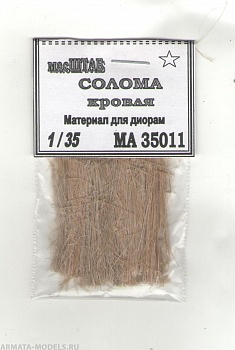 масШТАБ
СОЛОМА
кровая
Материал для диорам
1/35 МА 35011
ARMATA-MODELS.RU